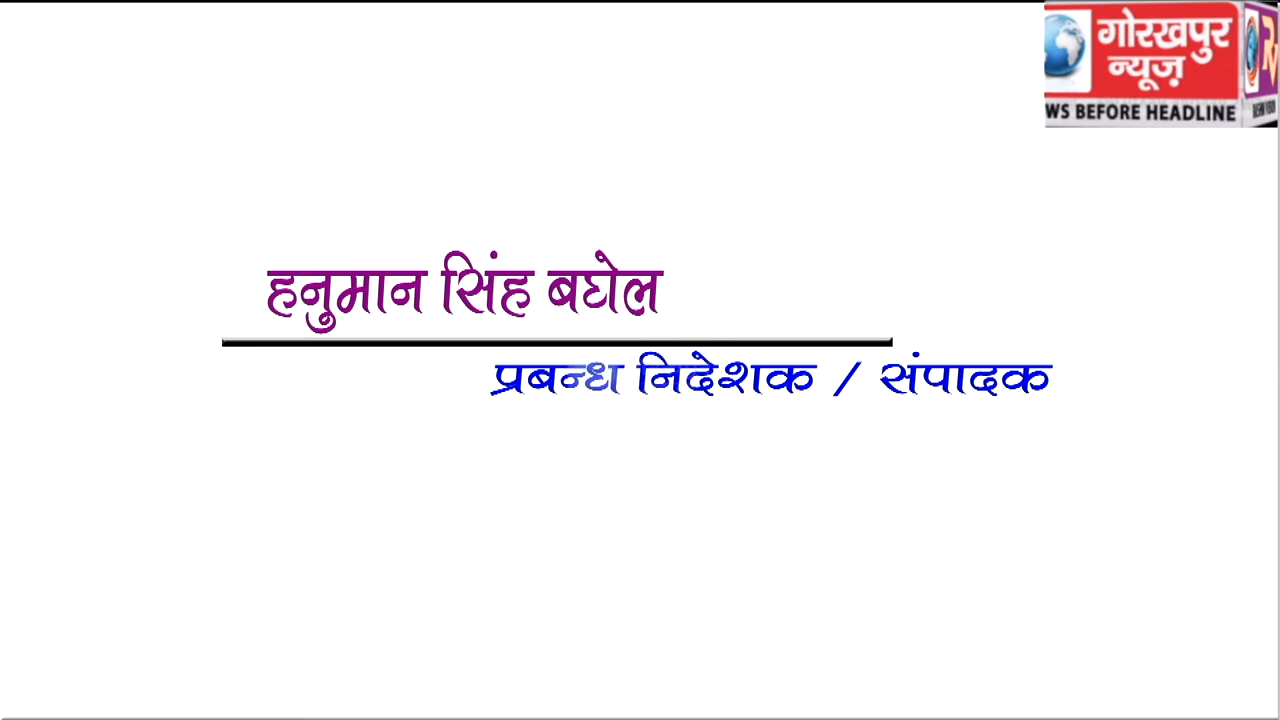 गोरखपुर
न्यूज़
WS BEFORE HEADLINE
हनुमान सिंह बघेल
प्रबन्ध निदेशक / संपादक